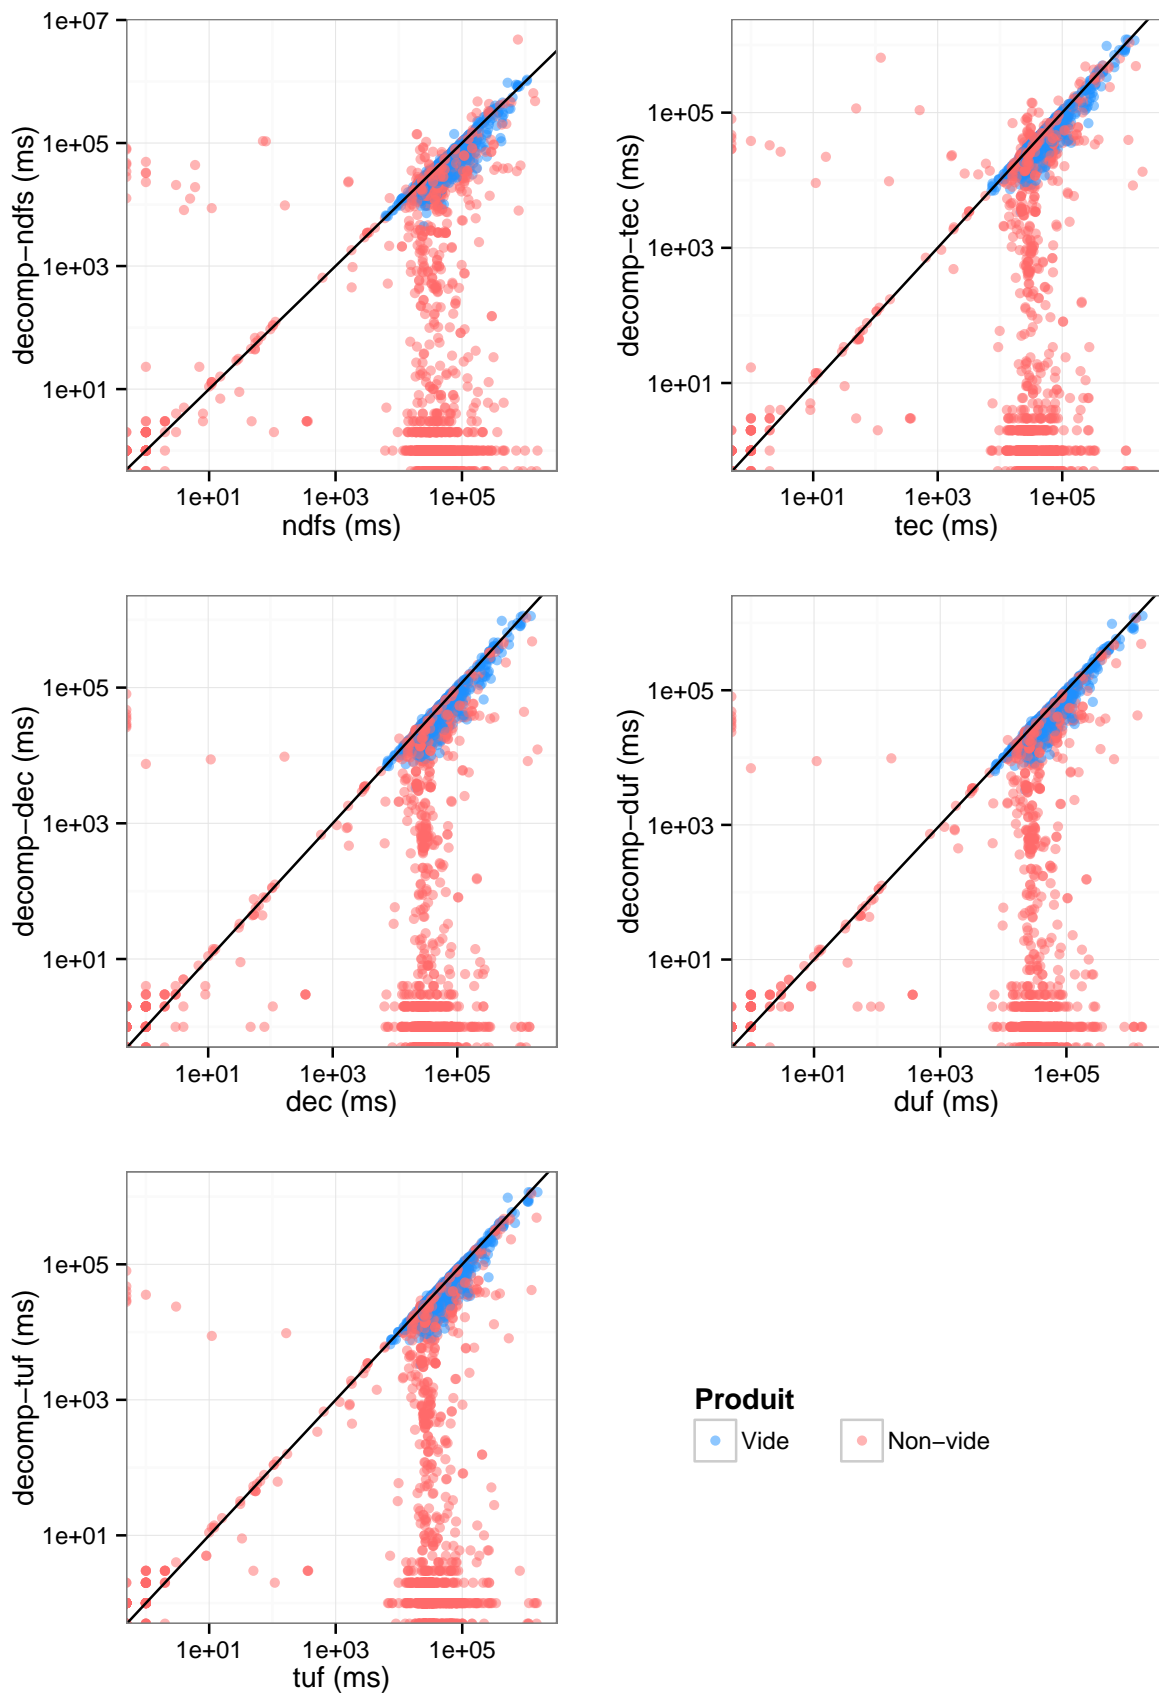 1e+07
1e+05
1e+03
1e+01
decomp−ndfs (ms)
1e+01 1e+03 1e+05
ndfs (ms)
1e+05
1e+03
1e+01
decomp−tec (ms)
1e+01 1e+03 1e+05
tec (ms)
1e+05
1e+03
1e+01
decomp−dec (ms)
1e+01 1e+03 1e+05
dec (ms)
1e+05
1e+03
1e+01
decomp−duf (ms)
1e+01 1e+03 1e+05
duf (ms)
1e+05
1e+03
1e+01
decomp−tuf (ms)
1e+01 1e+03 1e+05
tuf (ms)
Produit
Vide Non−vide